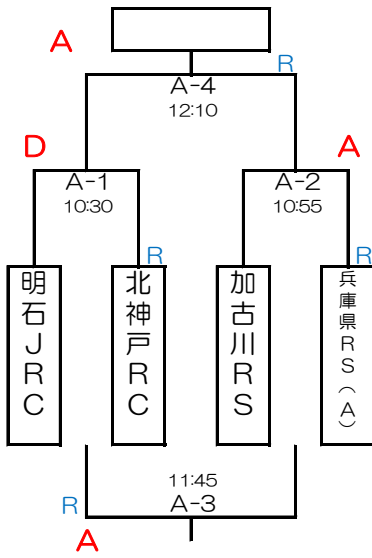 A
R
A-4
12:10
D
A
A-1
10:30
A-2
10:55
R
R
明石JRC
北神戸RC
加古川RS
兵庫県RS(A)
11:45
R
A-3
A